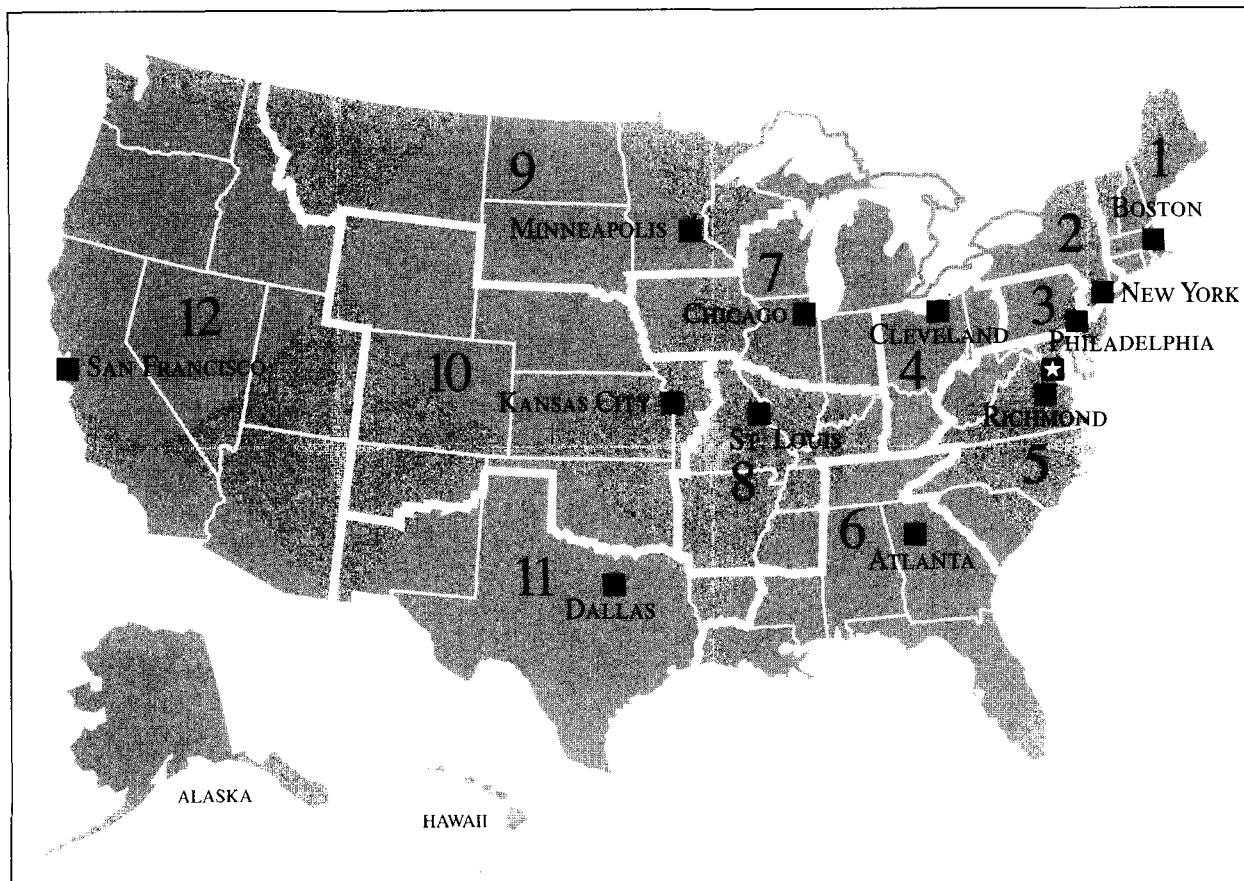 1
9
BOSTON
MINNEAPOLIS
2
7
NEW YORK
12
CHICAGO
CLEVELAND
3
PHILADELPHIA
SAN FRANCISCO
10
4
KANSAS CITY
RICHMOND
ST. LOUIS
5
8
6
ATLANTA
11
DALLAS
ALASKA
HAWAII